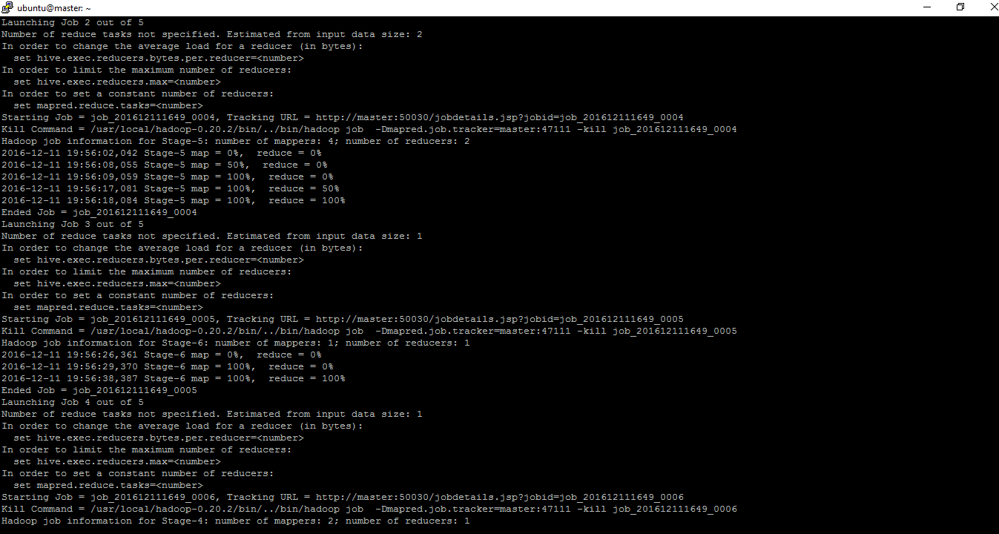 ubuntu@master: ~
Launching Job 2 out of 5
Number of reduce tasks not specified. Estimated from input data size: 2
In order to change the average load for a reducer (in bytes):
  set hive.exec.reducers.bytes.per.reducer=<number>
In order to limit the maximum number of reducers:
  set hive.exec.reducers.max=<number>
In order to set a constant number of reducers:
  set mapred.reduce.tasks=<number>
Starting Job = job_201612111649_0004, Tracking URL = http://master:50030/jobdetails.jsp?jobid=job_201612111649_0004
Kill Command = /usr/local/hadoop-0.20.2/bin/../bin/hadoop job  -Dmapred.job.tracker=master:47111 -kill job_201612111649_0004
Hadoop job information for Stage-5: number of mappers: 4; number of reducers: 2
2016-12-11 19:56:02,042 Stage-5 map = 0%,  reduce = 0%
2016-12-11 19:56:08,055 Stage-5 map = 50%,  reduce = 0%
2016-12-11 19:56:09,059 Stage-5 map = 100%,  reduce = 0%
2016-12-11 19:56:17,081 Stage-5 map = 100%,  reduce = 50%
2016-12-11 19:56:18,084 Stage-5 map = 100%,  reduce = 100%
Ended Job = job_201612111649_0004
Launching Job 3 out of 5
Number of reduce tasks not specified. Estimated from input data size: 1
In order to change the average load for a reducer (in bytes):
  set hive.exec.reducers.bytes.per.reducer=<number>
In order to limit the maximum number of reducers:
  set hive.exec.reducers.max=<number>
In order to set a constant number of reducers:
  set mapred.reduce.tasks=<number>
Starting Job = job_201612111649_0005, Tracking URL = http://master:50030/jobdetails.jsp?jobid=job_201612111649_0005
Kill Command = /usr/local/hadoop-0.20.2/bin/../bin/hadoop job  -Dmapred.job.tracker=master:47111 -kill job_201612111649_0005
Hadoop job information for Stage-6: number of mappers: 1; number of reducers: 1
2016-12-11 19:56:26,361 Stage-6 map = 0%,  reduce = 0%
2016-12-11 19:56:29,370 Stage-6 map = 100%,  reduce = 0%
2016-12-11 19:56:38,387 Stage-6 map = 100%,  reduce = 100%
Ended Job = job_201612111649_0005
Launching Job 4 out of 5
Number of reduce tasks not specified. Estimated from input data size: 1
In order to change the average load for a reducer (in bytes):
  set hive.exec.reducers.bytes.per.reducer=<number>
In order to limit the maximum number of reducers:
  set hive.exec.reducers.max=<number>
In order to set a constant number of reducers:
  set mapred.reduce.tasks=<number>
Starting Job = job_201612111649_0006, Tracking URL = http://master:50030/jobdetails.jsp?jobid=job_201612111649_0006
Kill Command = /usr/local/hadoop-0.20.2/bin/../bin/hadoop job  -Dmapred.job.tracker=master:47111 -kill job_201612111649_0006
Hadoop job information for Stage-4: number of mappers: 2; number of reducers: 1